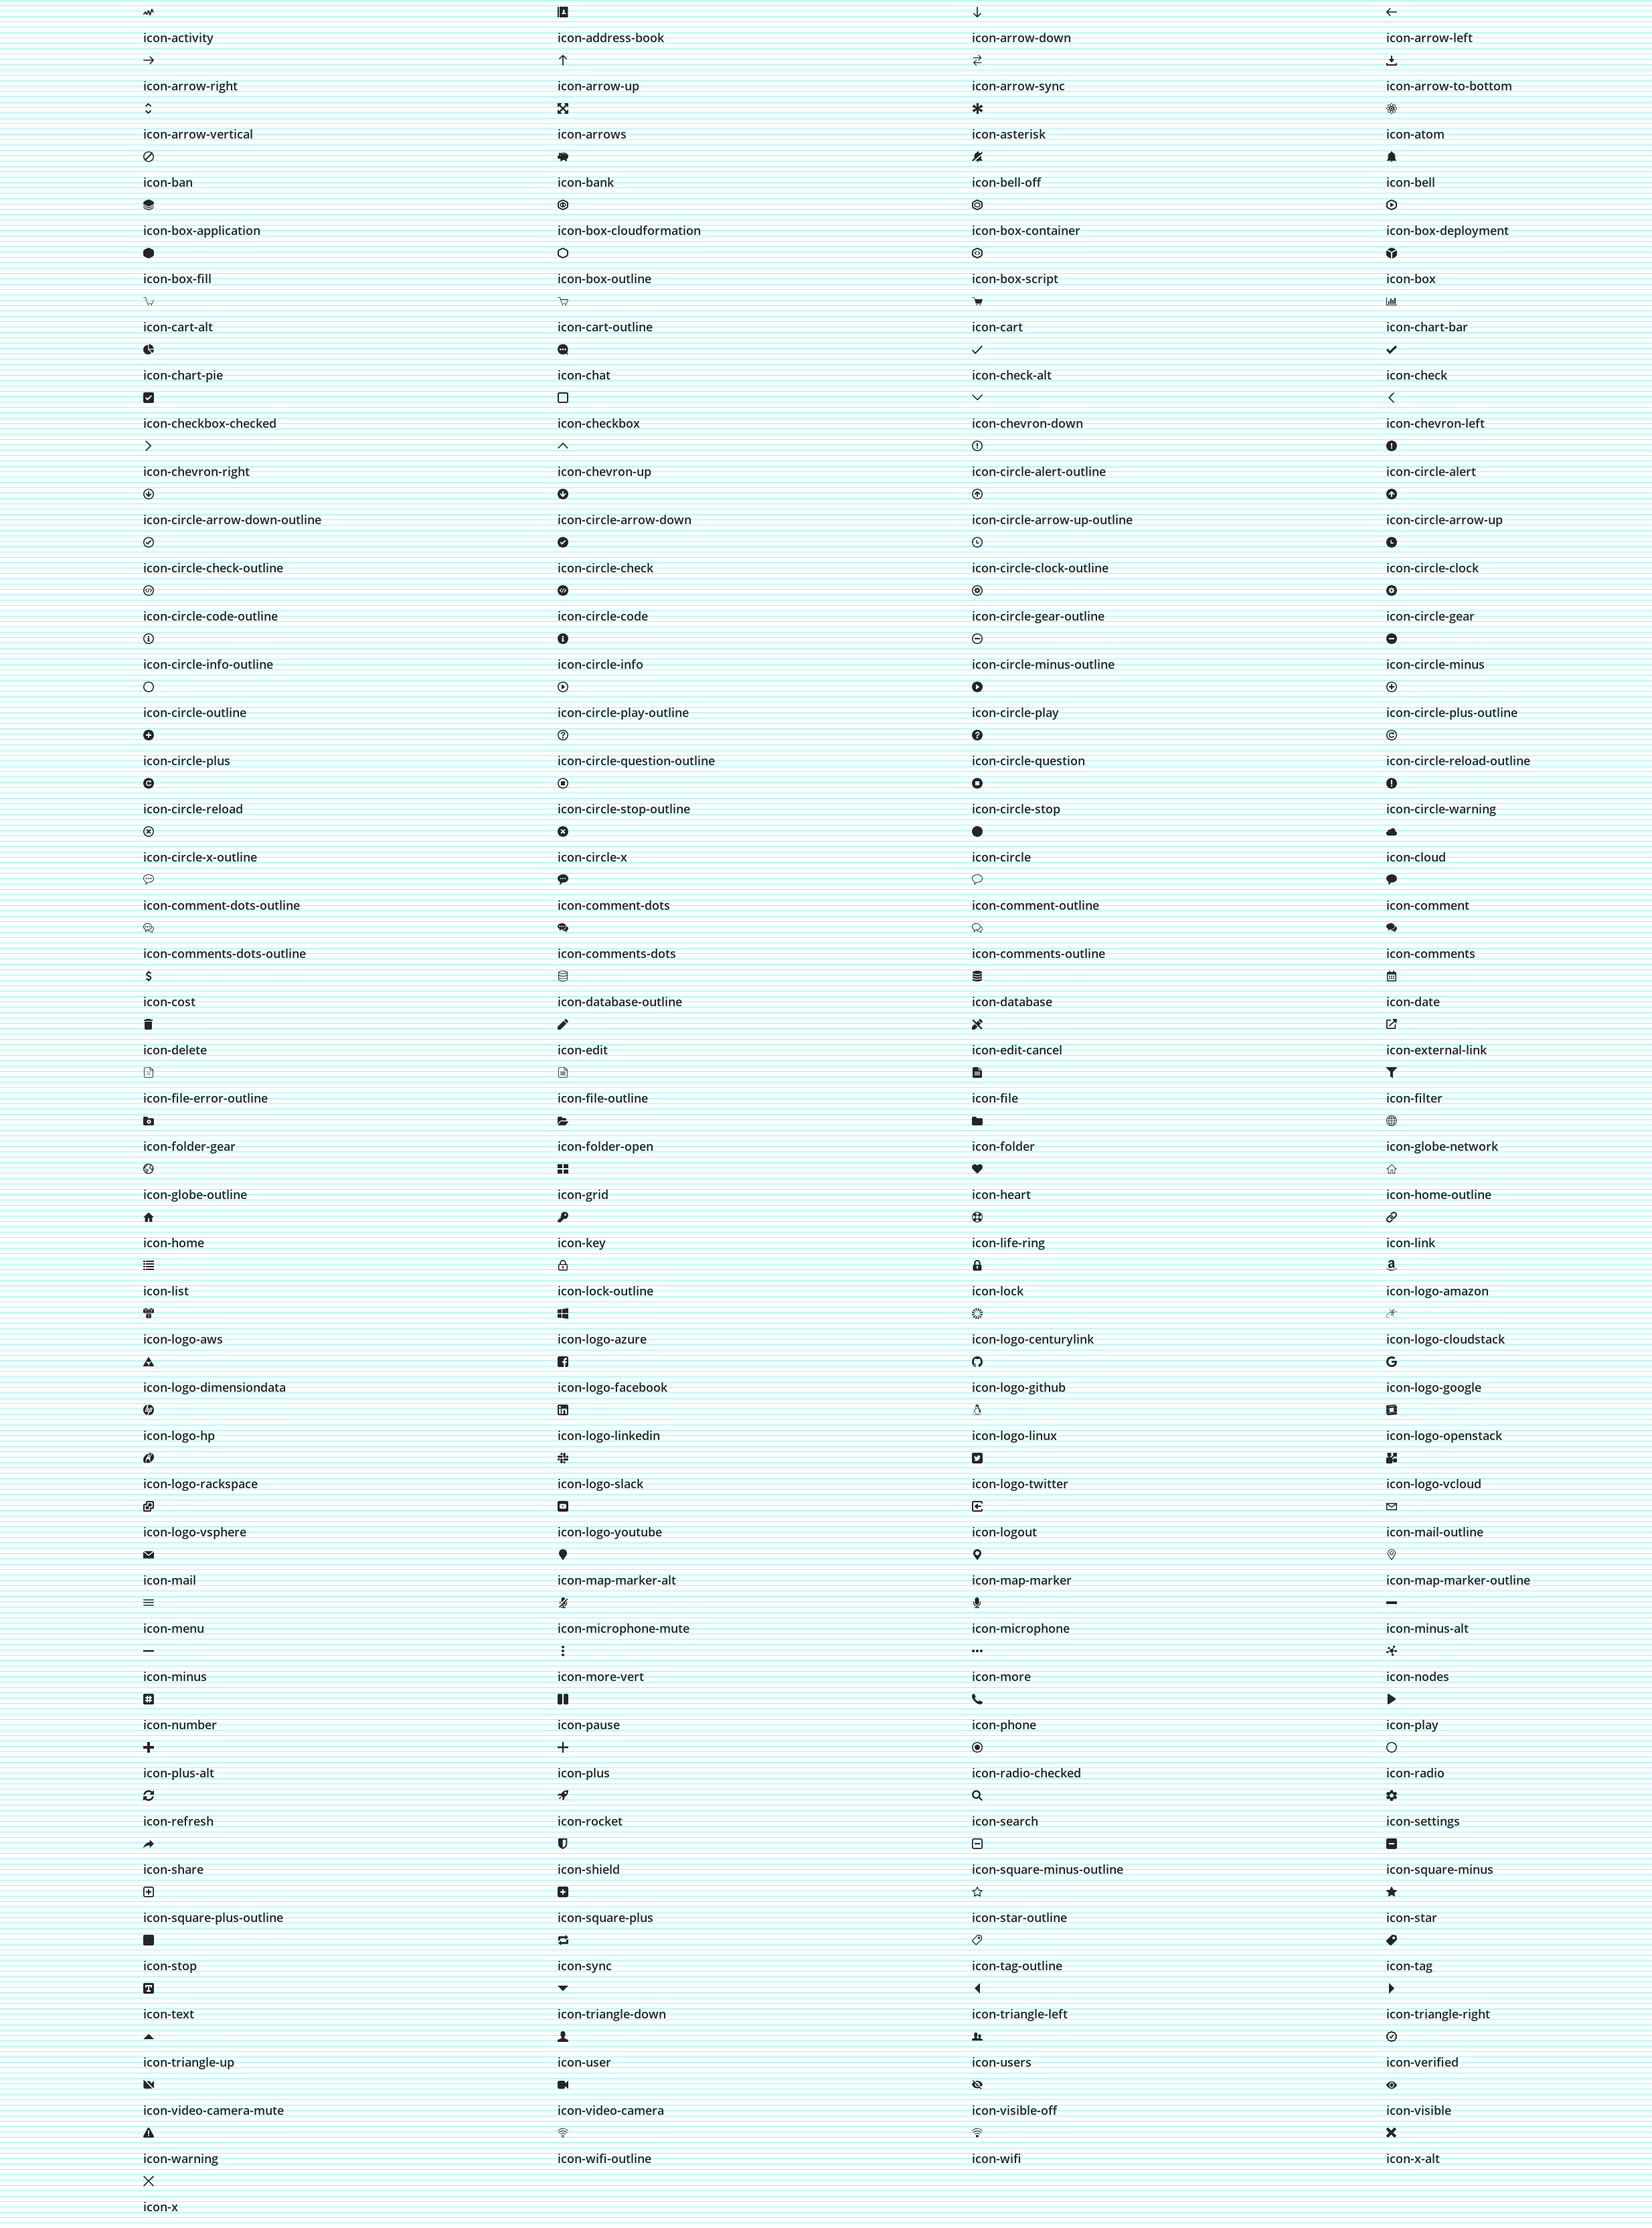 icon-activity icon-address-book icon-arrow-down icon-arrow-left
icon-arrow-right icon-arrow-up icon-arrow-sync icon-arrow-to-bottom
icon-arrow-vertical icon-arrows icon-asterisk icon-atom
icon-ban icon-bank icon-bell-off icon-bell
icon-box-application icon-box-cloudformation icon-box-container icon-box-deployment
icon-box-fill icon-box-outline icon-box-script icon-box
icon-cart-alt icon-cart-outline icon-cart icon-chart-bar
icon-chart-pie icon-chat icon-check-alt icon-check
icon-checkbox-checked icon-checkbox icon-chevron-down icon-chevron-left
icon-chevron-right icon-chevron-up icon-circle-alert-outline icon-circle-alert
icon-circle-arrow-down-outline icon-circle-arrow-down icon-circle-arrow-up-outline icon-circle-arrow-up
icon-circle-check-outline icon-circle-check icon-circle-clock-outline icon-circle-clock
icon-circle-code-outline icon-circle-code icon-circle-gear-outline icon-circle-gear
icon-circle-info-outline icon-circle-info icon-circle-minus-outline icon-circle-minus
icon-circle-outline icon-circle-play-outline icon-circle-play icon-circle-plus-outline
icon-circle-plus icon-circle-question-outline icon-circle-question icon-circle-reload-outline
icon-circle-reload icon-circle-stop-outline icon-circle-stop icon-circle-warning
icon-circle-x-outline icon-circle-x icon-circle icon-cloud
icon-comment-dots-outline icon-comment-dots icon-comment-outline icon-comment
icon-comments-dots-outline icon-comments-dots icon-comments-outline icon-comments
icon-cost icon-database-outline icon-database icon-date
icon-delete icon-edit icon-edit-cancel icon-external-link
icon-file-error-outline icon-file-outline icon-file icon-filter
icon-folder-gear icon-folder-open icon-folder icon-globe-network
icon-globe-outline icon-grid icon-heart icon-home-outline
icon-home icon-key icon-life-ring icon-link
icon-list icon-lock-outline icon-lock icon-logo-amazon
icon-logo-aws icon-logo-azure icon-logo-centurylink icon-logo-cloudstack
icon-logo-dimensiondata icon-logo-facebook icon-logo-github icon-logo-google
icon-logo-hp icon-logo-linkedin icon-logo-linux icon-logo-openstack
icon-logo-rackspace icon-logo-slack icon-logo-twitter icon-logo-vcloud
icon-logo-vsphere icon-logo-youtube icon-logout icon-mail-outline
icon-mail icon-map-marker-alt icon-map-marker icon-map-marker-outline
icon-menu icon-microphone-mute icon-microphone icon-minus-alt
icon-minus icon-more-vert icon-more icon-nodes
icon-number icon-pause icon-phone icon-play
icon-plus-alt icon-plus icon-radio-checked icon-radio
icon-refresh icon-rocket icon-search icon-settings
icon-share icon-shield icon-square-minus-outline icon-square-minus
icon-square-plus-outline icon-square-plus icon-star-outline icon-star
icon-stop icon-sync icon-tag-outline icon-tag
icon-text icon-triangle-down icon-triangle-left icon-triangle-right
icon-triangle-up icon-user icon-users icon-verified
icon-video-camera-mute icon-video-camera icon-visible-off icon-visible
icon-warning icon-wifi-outline icon-wifi icon-x-alt
icon-x